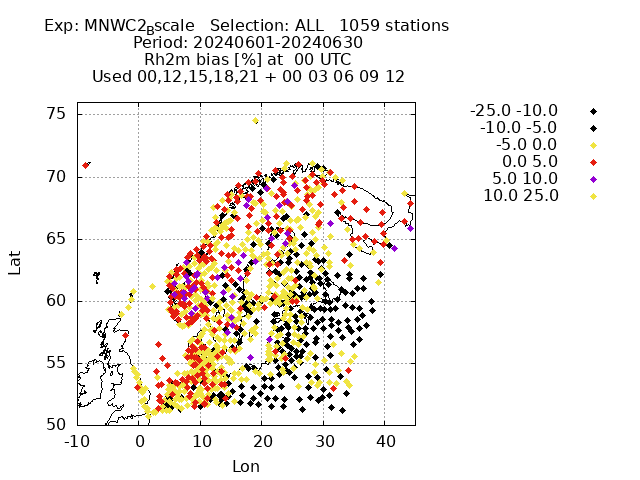 Exp: MNWC2Bscale Selection: ALL 1059 stations
Period: 20240601-20240630
Rh2m bias [%] at 00 UTC
Used 00,12,15,18,21 + 00 03 06 09 12
-25.0 -10.0
-10.0 -5.0
-5.0 0.0
0.0 5.0
5.0 10.0
10.0 25.0
Lat
75
70
65
60
55
50
-10 0 10 20 30 40
Lon